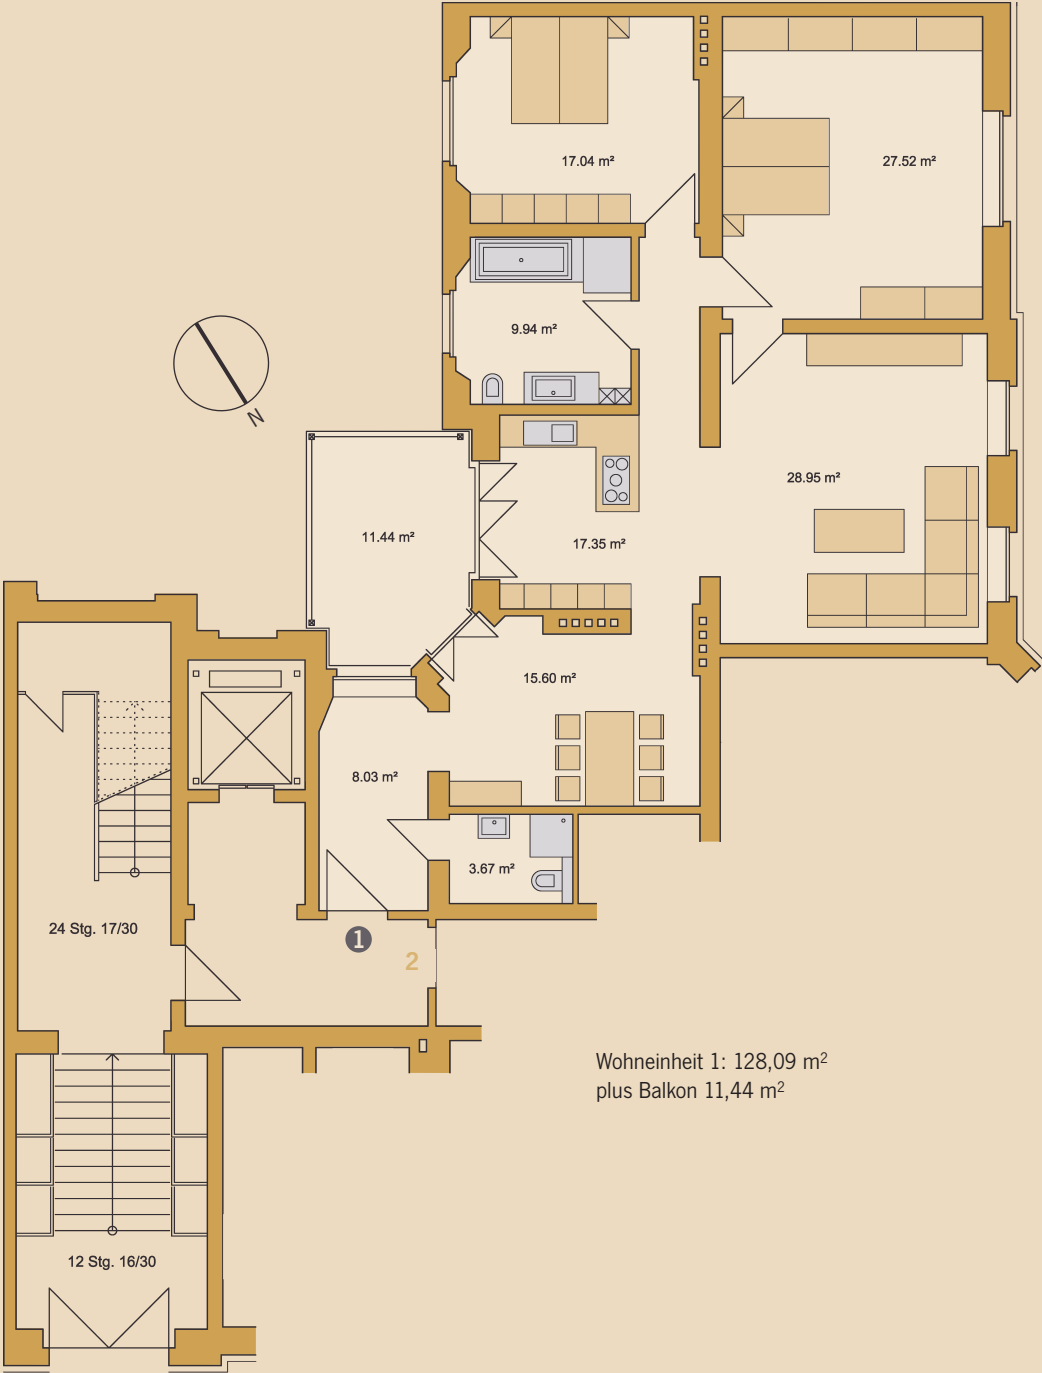 17.04 m²
27.52 m²
9.94 m²
N
28.95 m²
11.44 m²
17.35 m²
15.60 m²
8.03 m²
3.67 m²
24 Stg. 17/30
1
2
Wohneinheit 1: 128,09 m²
plus Balkon 11,44 m²
12 Stg. 16/30